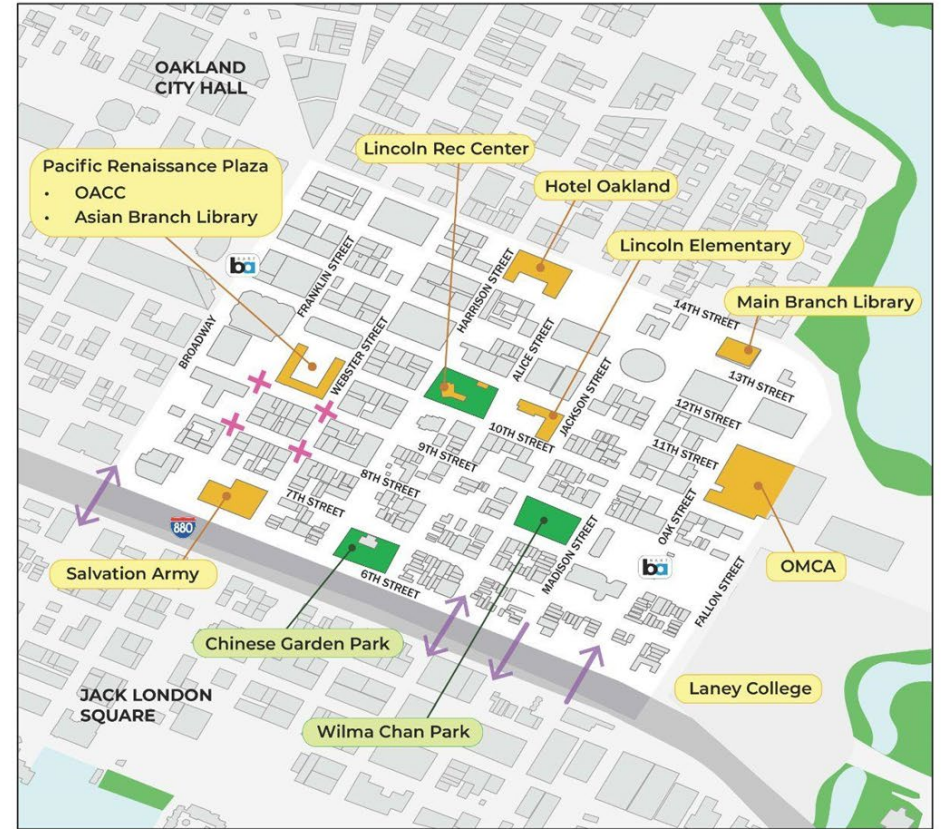 OAKLAND
CITY HALL
Lincoln Rec Center
Pacific Renaissance Plaza
• OACC
• Asian Branch Library
Hotel Oakland
Lincoln Elementary
Main Branch Library
ba
BROADWAY
FRANKLIN STREET
WEBSTER STREET
HARRISON STREET
ALICE STREET
JACKSON STREET
14TH STREET
13TH STREET
12TH STREET
11TH STREET
10TH STREET
9TH STREET
8TH STREET
7TH STREET
6TH STREET
MADISON STREET
OAK STREET
FALLON STREET
880
ba
Salvation Army
OMCA
Chinese Garden Park
Wilma Chan Park
Laney College
JACK LONDON
SQUARE